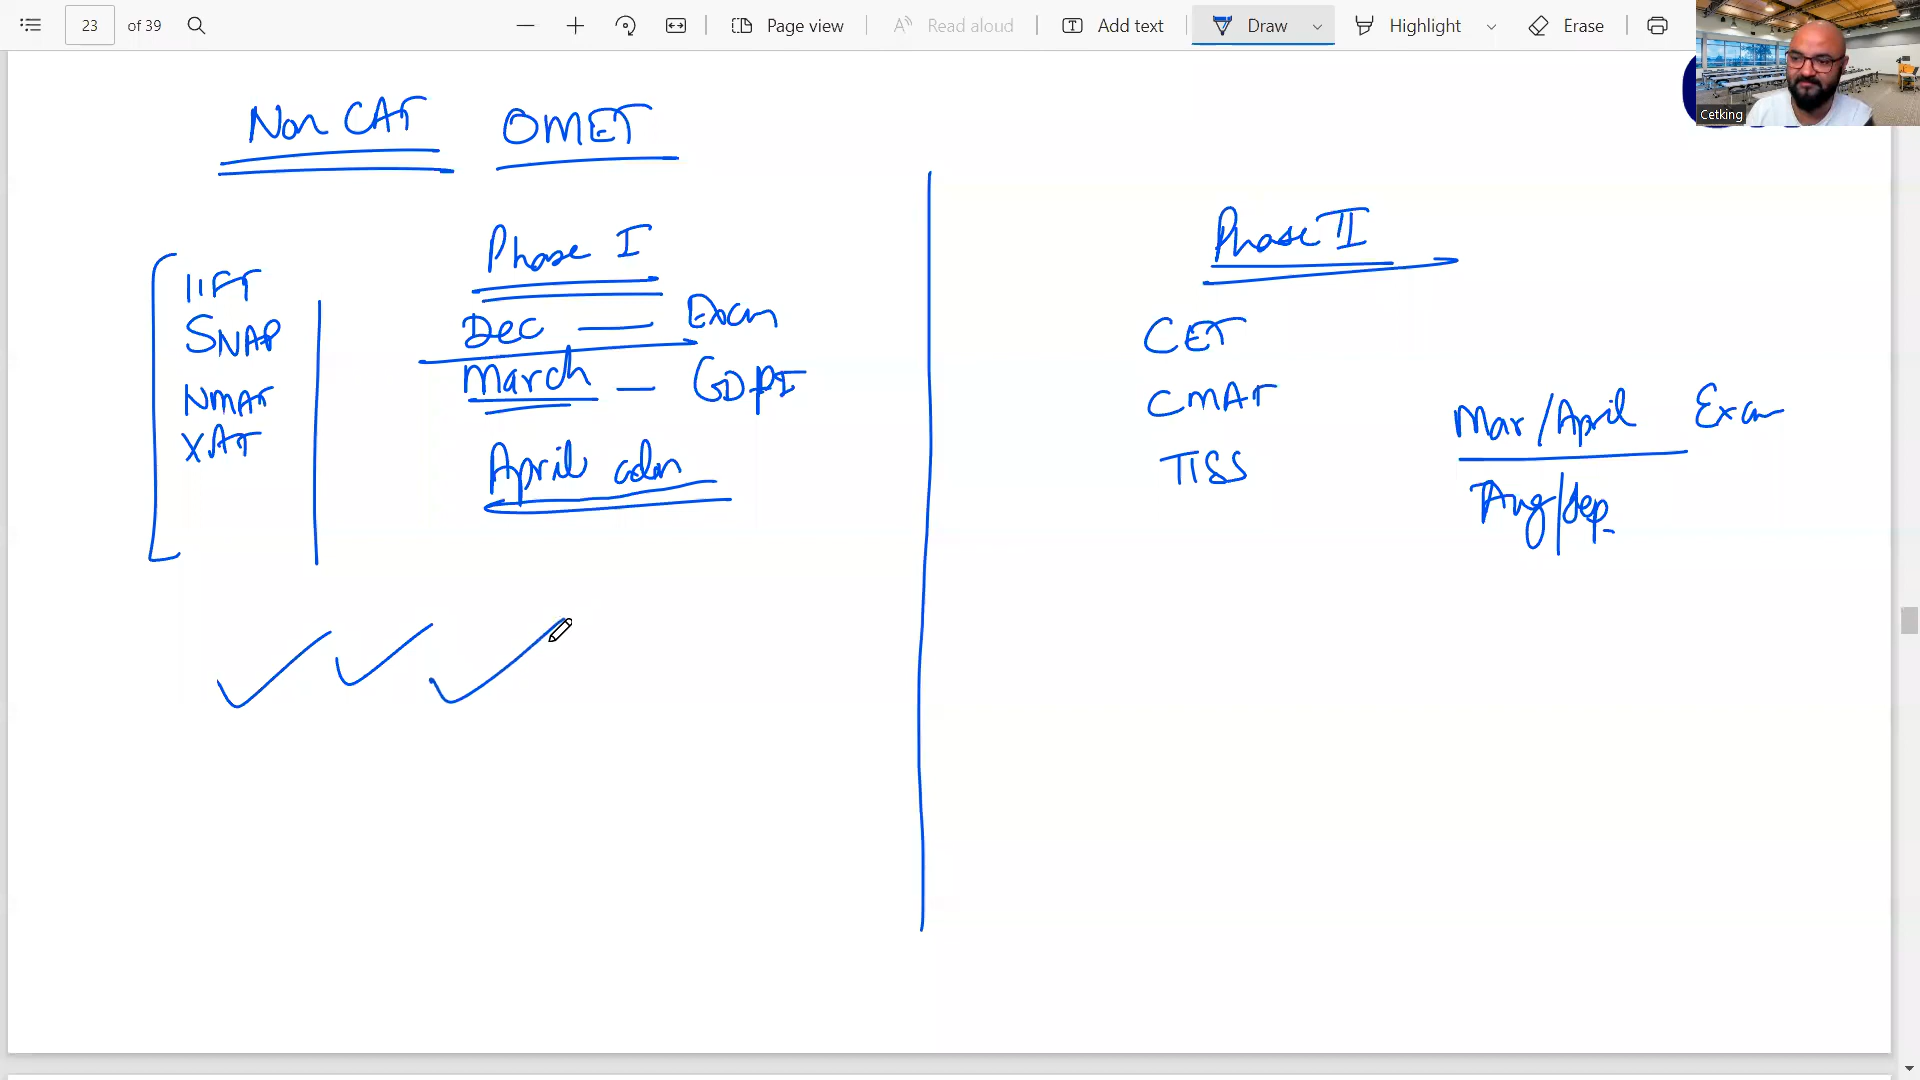 23 of 39 Page view Read aloud Add text Draw Highlight Erase
Cetking
Non CAT OMET
Phase I
IIFT
SNAP
NMAT
XAT
Dec — Exam
March — GDPI
April adm
Phase II
CET
CMAT
TISS
Mar/April Exam
Aug/Sep